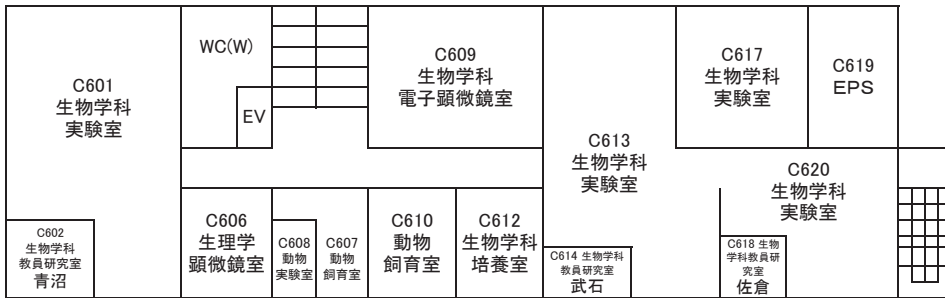 C601
生物学科
実験室
C602
生物学科
教員研究室
青沼
WC(W)
EV
C606
生理学
顕微鏡室
C608
動物
実験室
C607
動物
飼育室
C609
生物学科
電子顕微鏡室
C610
動物
飼育室
C612
生物学科
培養室
C613
生物学科
実験室
C614 生物学科
教員研究室
武石
C617
生物学科
実験室
C619
EPS
C620
生物学科
実験室
C618 生物
学科教員研
究室
佐倉